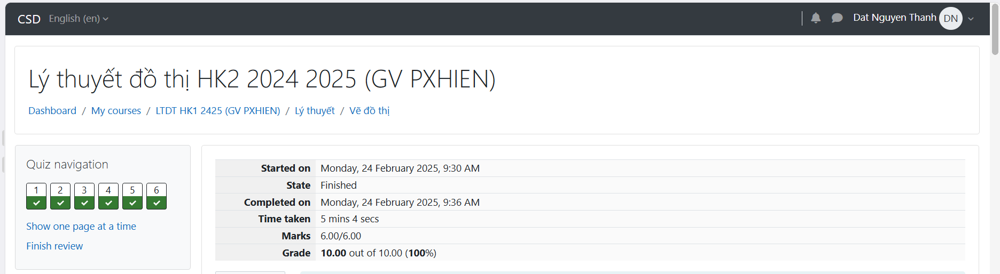 CSD English (en)
Dat Nguyen Thanh DN
Lý thuyết đồ thị HK2 2024 2025 (GV PXHIEN)
Dashboard / My courses / LTDT HK1 2425 (GV PXHIEN) / Lý thuyết / Vẽ đồ thị
Quiz navigation
1 2 3 4 5 6
Show one page at a time
Finish review
Started on Monday, 24 February 2025, 9:30 AM
State Finished
Completed on Monday, 24 February 2025, 9:36 AM
Time taken 5 mins 4 secs
Marks 6.00/6.00
Grade 10.00 out of 10.00 (100%)